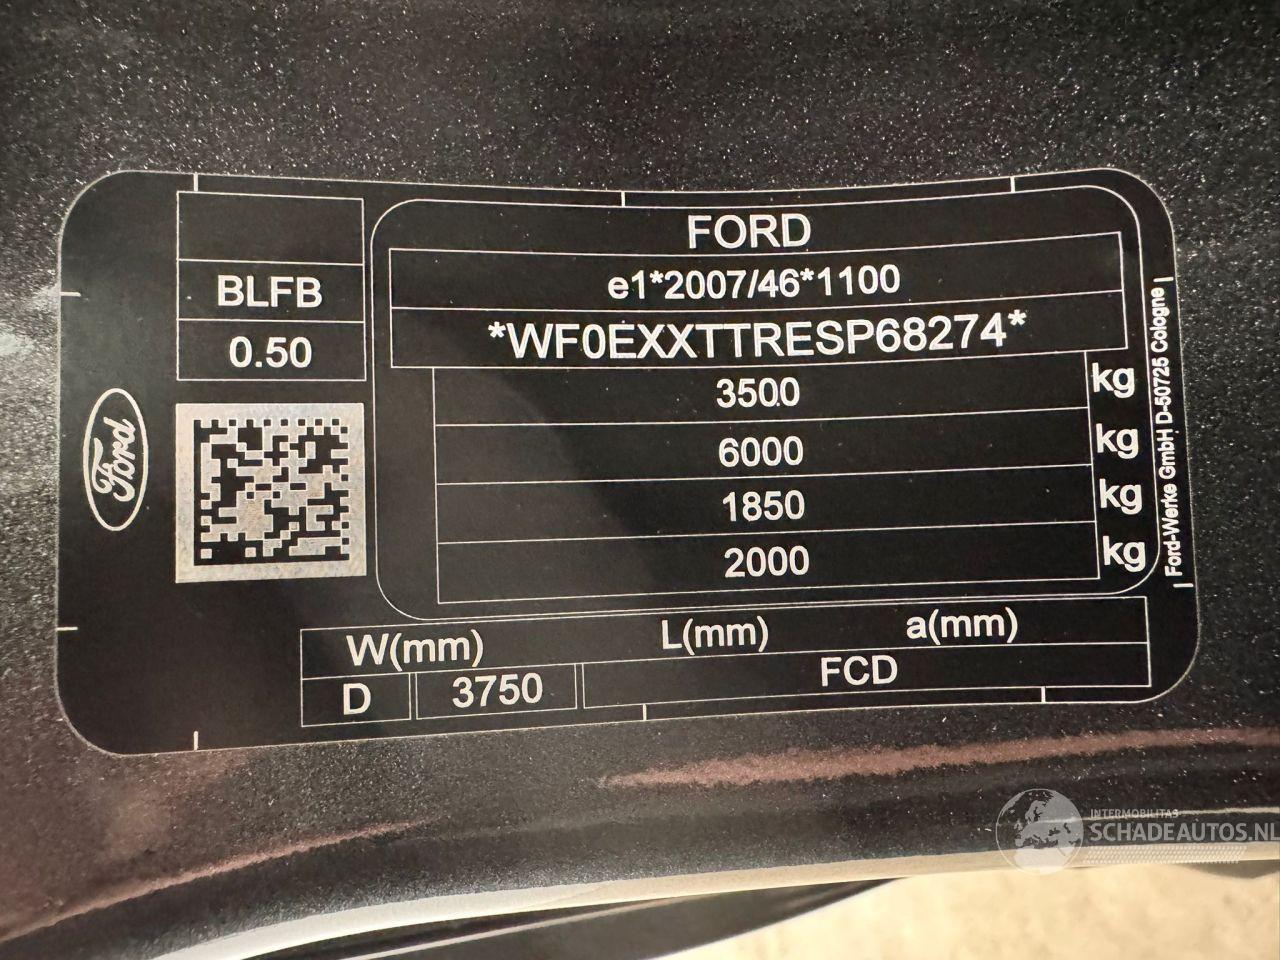 FORD
BLFB
e1*2007/46*1100
0.50
*WF0EXXTTRESP68274*
3500 kg
6000 kg
1850 kg
2000 kg
Ford
Ford-Werke GmbH D-50725 Cologne
W(mm) L(mm) a(mm)
D 3750 FCD
INTERMOBILITAS
SCHADEAUTOS.NL